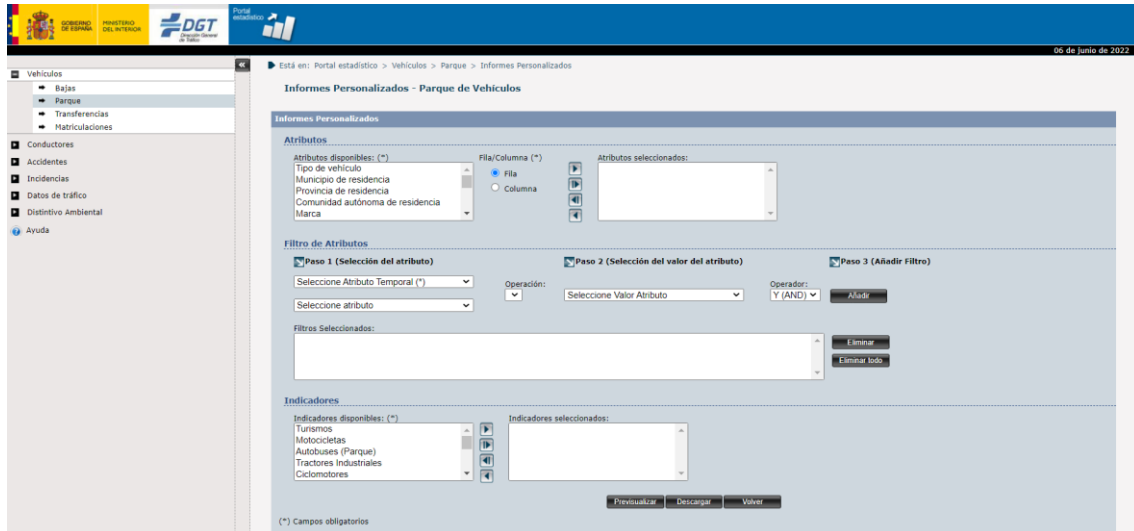 GOBIERNO DE ESPAÑA
MINISTERIO DEL INTERIOR
DGT
Dirección General de Tráfico
Portal estadístico
06 de junio de 2022
Vehículos
Bajas
Parque
Transferencias
Matriculaciones
Conductores
Accidentes
Incidencias
Datos de tráfico
Distintivo Ambiental
Ayuda
Está en: Portal estadístico > Vehículos > Parque > Informes Personalizados
Informes Personalizados - Parque de Vehículos
Informes Personalizados
Atributos
Atributos disponibles: (*) Fila/Columna (*) Atributos seleccionados:
Tipo de vehículo
Municipio de residencia
Provincia de residencia
Comunidad autónoma de residencia
Marca
Fila
Columna
Filtro de Atributos
Paso 1 (Selección del atributo) Paso 2 (Selección del valor del atributo) Paso 3 (Añadir Filtro)
Seleccione Atributo Temporal (*)
Seleccione atributo
Operación:
Seleccione Valor Atributo
Operador:
Y (AND)
Añadir
Filtros Seleccionados:
Eliminar
Eliminar todo
Indicadores
Indicadores disponibles: (*) Indicadores seleccionados:
Turismos
Motocicletas
Autobuses (Parque)
Tractores Industriales
Ciclomotores
Previsualizar Descargar Volver
(*) Campos obligatorios